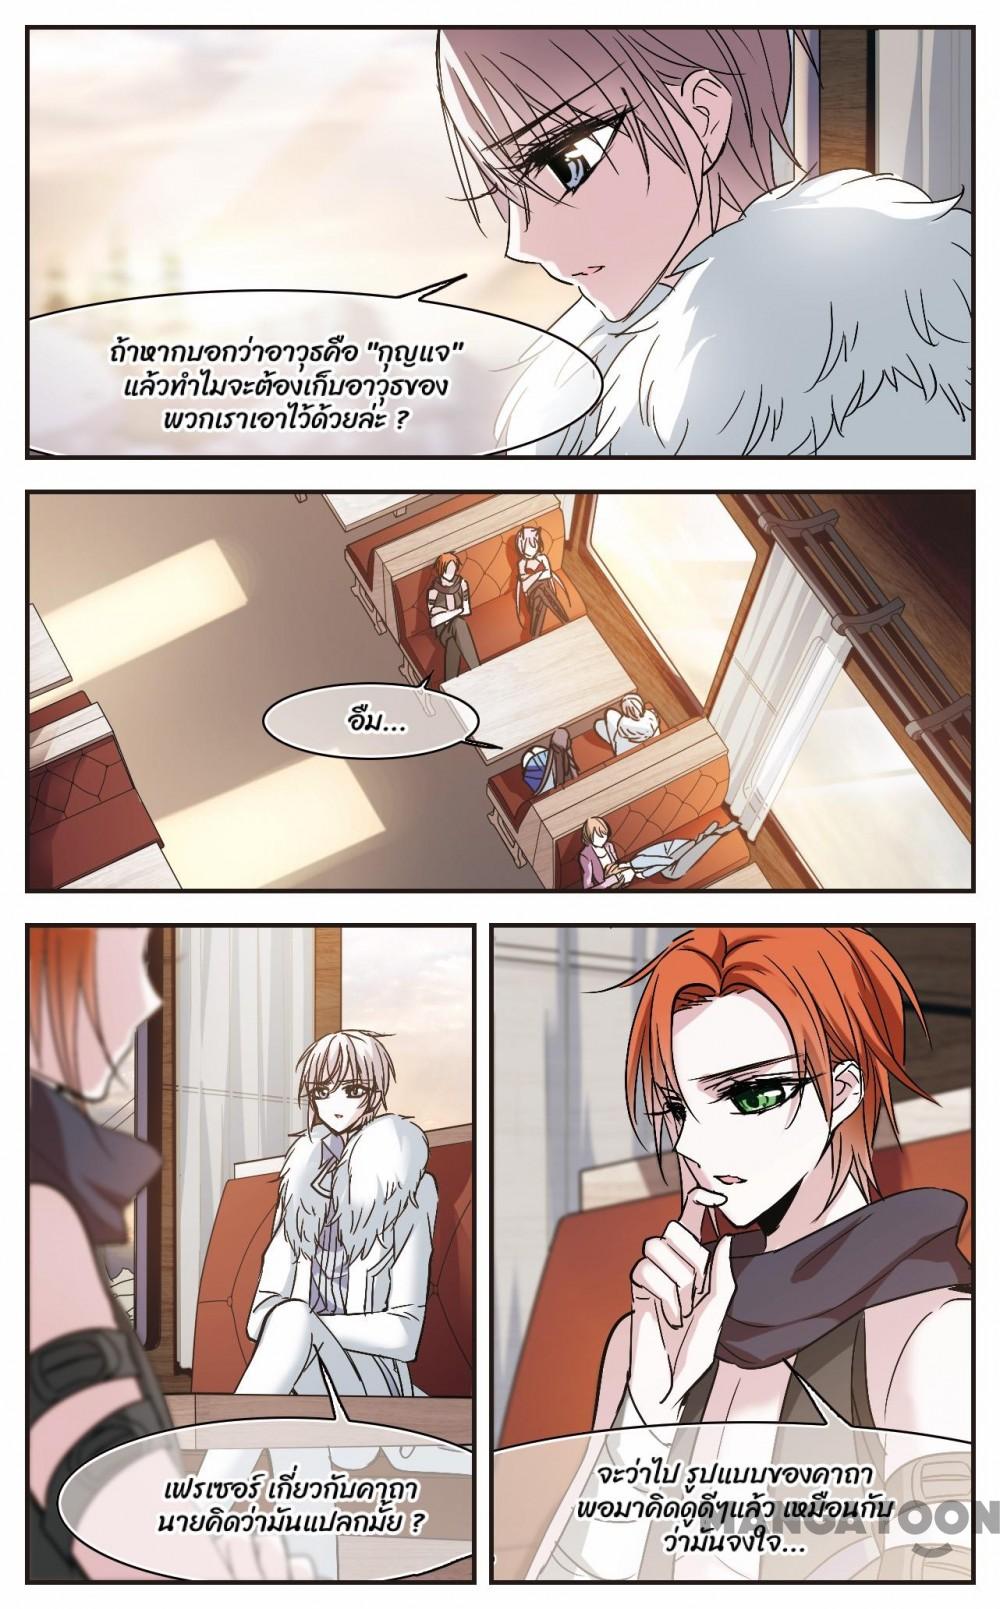 ถ้าหากบอกว่าอาวุธคือ "กุญแจ"
แล้วทำไมจะต้องเก็บอาวุธของ
พวกเราเอาไว้ด้วยล่ะ ?
อืม...
เฟรเซอร์ เกี่ยวกับคาถา
นายคิดว่ามันแปลกมั้ย ?
จะว่าไป รูปแบบของคาถา
พอมาคิดดูดีๆแล้ว เหมือนกับ
ว่ามันจงใจ...
MANGATOON